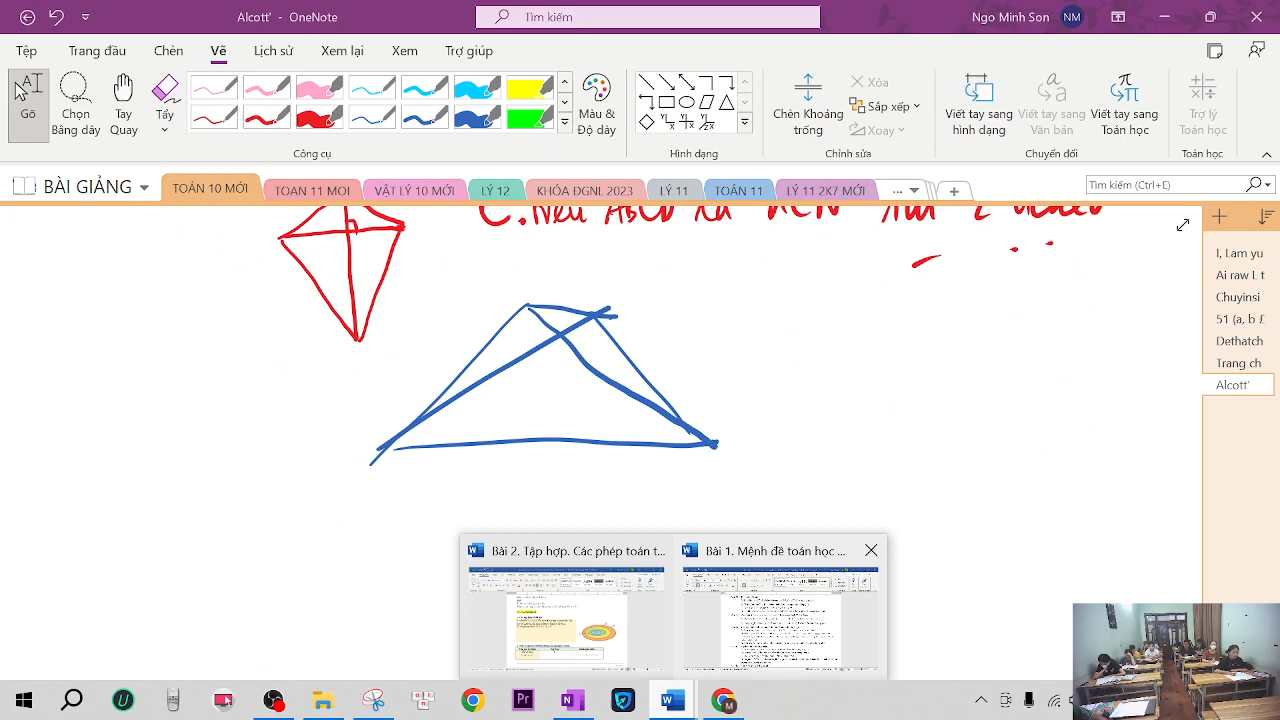 Alcott' - OneNote
Tìm kiếm
Ngo Minh Son
NM
Tệp
Trang đầu
Chèn
Vẽ
Lịch sử
Xem lại
Xem
Trợ giúp
Gõ
Chọn Bằng dây
Tay Quay
Tẩy
Màu & Độ dày
Chèn Khoảng trống
Xóa
Sắp xếp
Xoay
Viết tay sang hình dạng
Viết tay sang Văn bản
Viết tay sang Toán học
Trợ lý Toán học
Công cụ
Hình dạng
Chỉnh sửa
Chuyển đổi
Toán học
BÀI GIẢNG
TOÁN 10 MỚI
TOAN 11 MOI
VẬT LÝ 10 MỚI
LÝ 12
KHÓA ĐGNL 2023
LÝ 11
TOÁN 11
LÝ 11 2K7 MỚI
...
Tìm kiếm (Ctrl+E)
I, Lam yu
Ai raw L t
Chuyinsi
51 (a, b £
Dethatch
Trang ch
Alcott'
Bài 2. Tập hợp. Các phép toán t...
Bài 1. Mệnh đề toán học ...